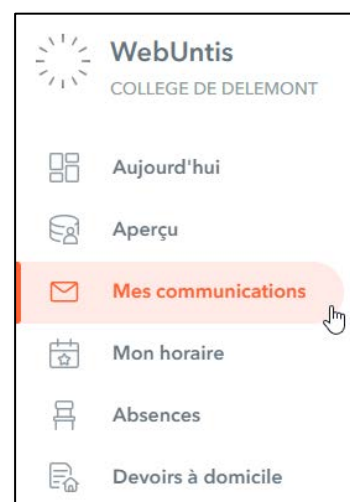 WebUntis
COLLEGE DE DELEMONT
Aujourd'hui
Aperçu
Mes communications
Mon horaire
Absences
Devoirs à domicile